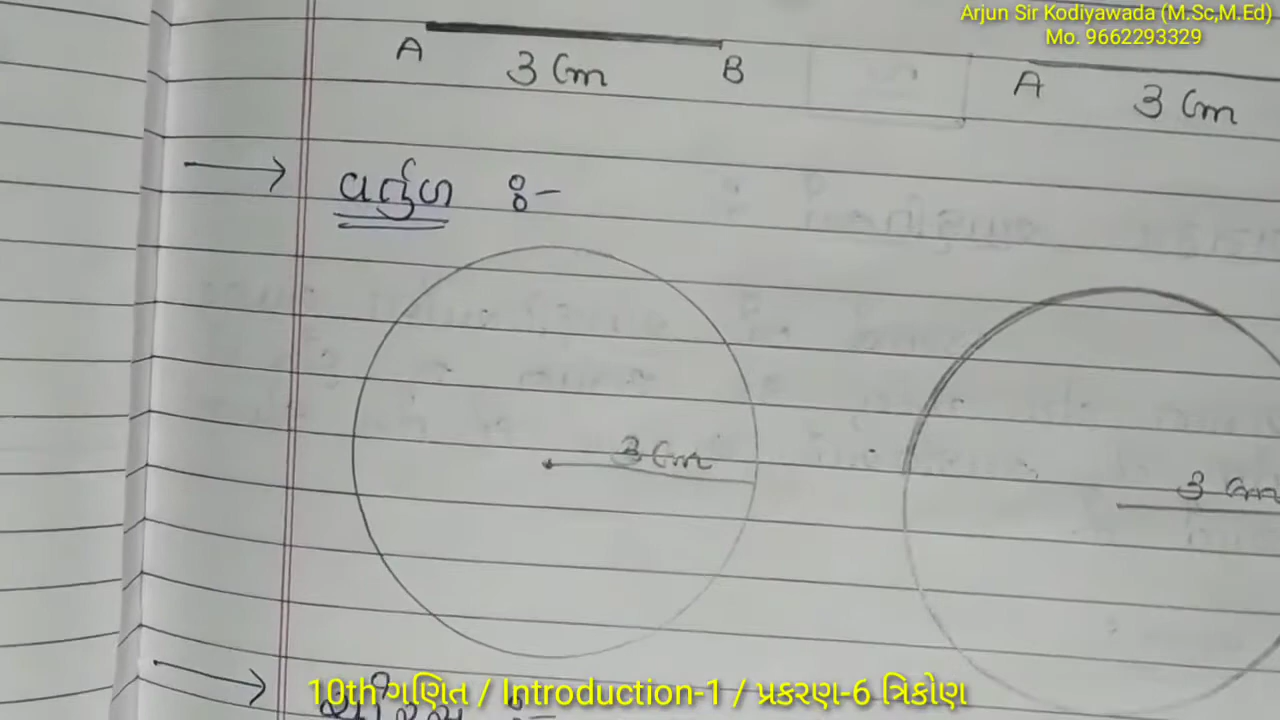 Arjun Sir Kodiyawada (M.Sc,M.Ed)
Mo. 9662293329
A 3 Cm B
A 3 Cm
→ વર્તુળ :-
3 Cm
3 Cm
10th ગણિત / Introduction-1 / પ્રકરણ-6 ત્રિકોણ